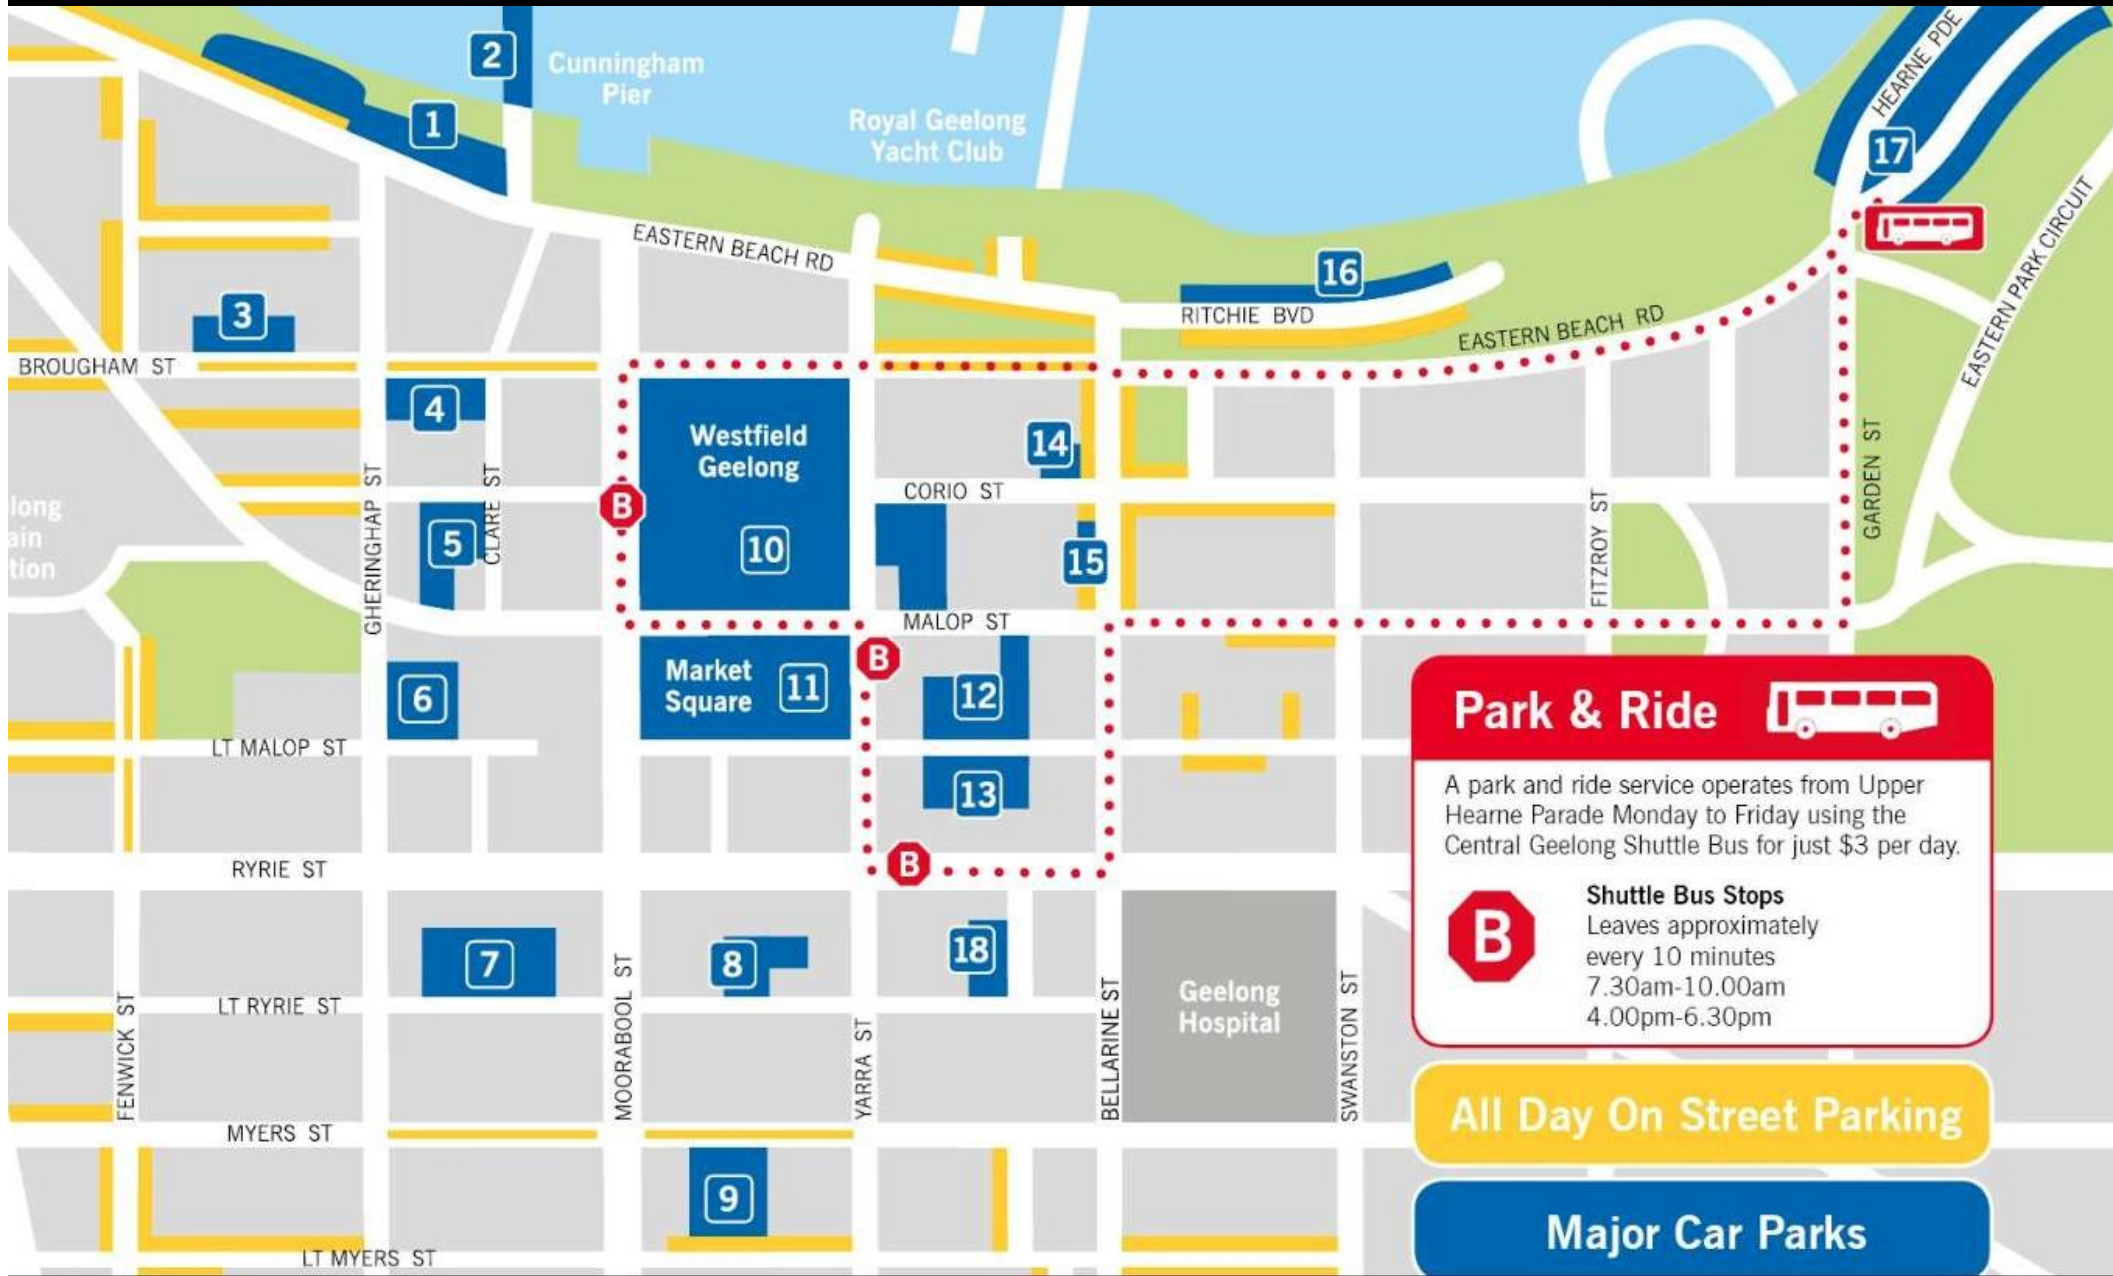 2
Cunningham
Pier
HEARNE PDE
1
Royal Geelong
Yacht Club
17
EASTERN BEACH RD
16
EASTERN PARK CIRCUIT
3
RITCHIE BVD
EASTERN BEACH RD
BROUGHAM ST
4
Westfield
Geelong
14
GHERINGHAP ST
CLARE ST
CORIO ST
FITZROY ST
GARDEN ST
long
ain
tion
B
5
10
15
MALOP ST
6
Market
Square
11
B
12
LT MALOP ST
13
Park & Ride
A park and ride service operates from Upper
Hearne Parade Monday to Friday using the
Central Geelong Shuttle Bus for just $3 per day.
RYRIE ST
B
B
Shuttle Bus Stops
Leaves approximately
every 10 minutes
7.30am-10.00am
4.00pm-6.30pm
7
8
18
LT RYRIE ST
Geelong
Hospital
FENWICK ST
MOORABOOL ST
YARRA ST
BELLARINE ST
SWANSTON ST
MYERS ST
All Day On Street Parking
9
LT MYERS ST
Major Car Parks